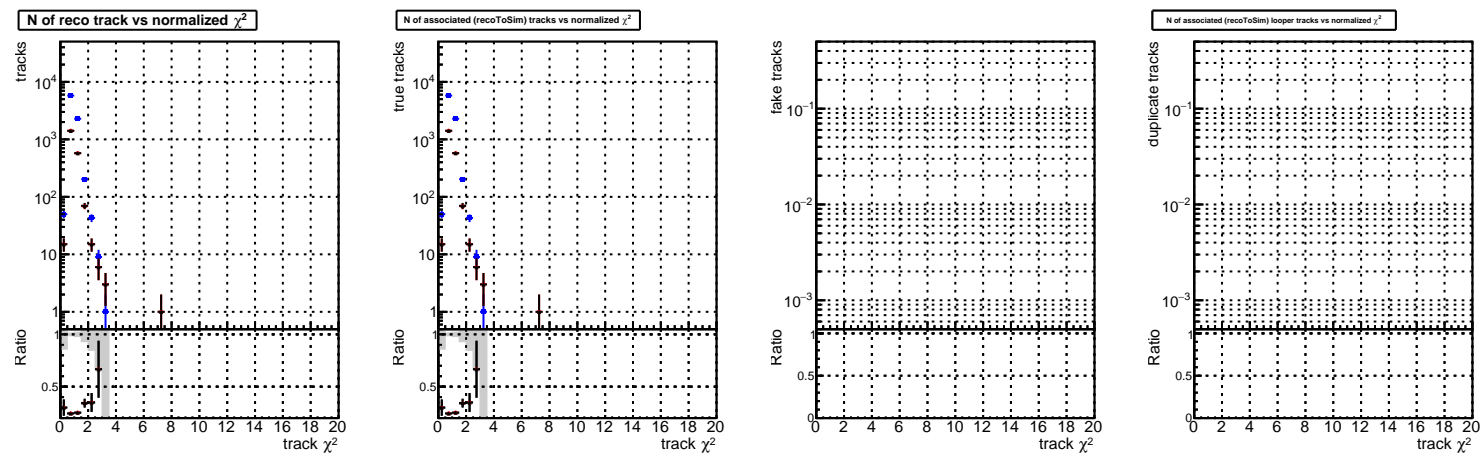 N of reco track vs normalized χ²
tracks
10⁴
10³
10²
10
1
Ratio
1
0.5
0 2 4 6 8 10 12 14 16 18 20
track χ²
N of associated (recoToSim) tracks vs normalized χ²
true tracks
10⁴
10³
10²
10
1
Ratio
1
0.5
0 2 4 6 8 10 12 14 16 18 20
track χ²
fake tracks
10⁻¹
10⁻²
10⁻³
Ratio
1
0.5
0
0 2 4 6 8 10 12 14 16 18 20
track χ²
N of associated (recoToSim) looper tracks vs normalized χ²
duplicate tracks
10⁻¹
10⁻²
10⁻³
Ratio
1
0.5
0
0 2 4 6 8 10 12 14 16 18 20
track χ²